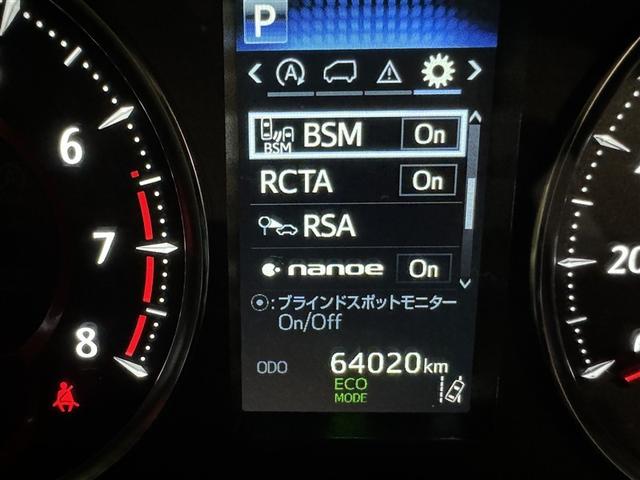 P
A
BSM BSM On
RCTA On
RSA
nanoe On
:ブラインドスポットモニター
On/Off
ODO 64020km
ECO
MODE
6
7
8
20